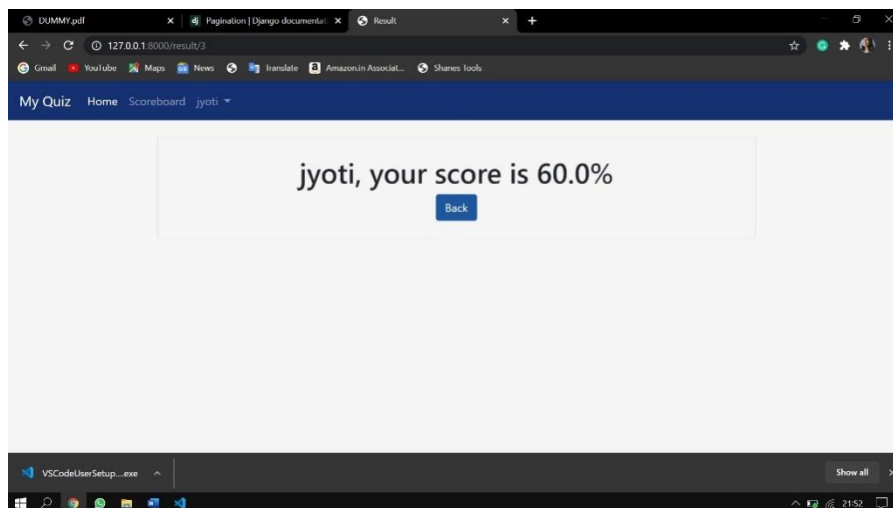 DUMMY.pdf
Pagination | Django documentat
Result
127.0.0.1:8000/result/3
Gmail YouTube Maps News Translate Amazon.in Associat... Shares Tools
My Quiz Home Scoreboard jyoti
jyoti, your score is 60.0%
Back
VSCodeUserSetup....exe
Show all
21:52